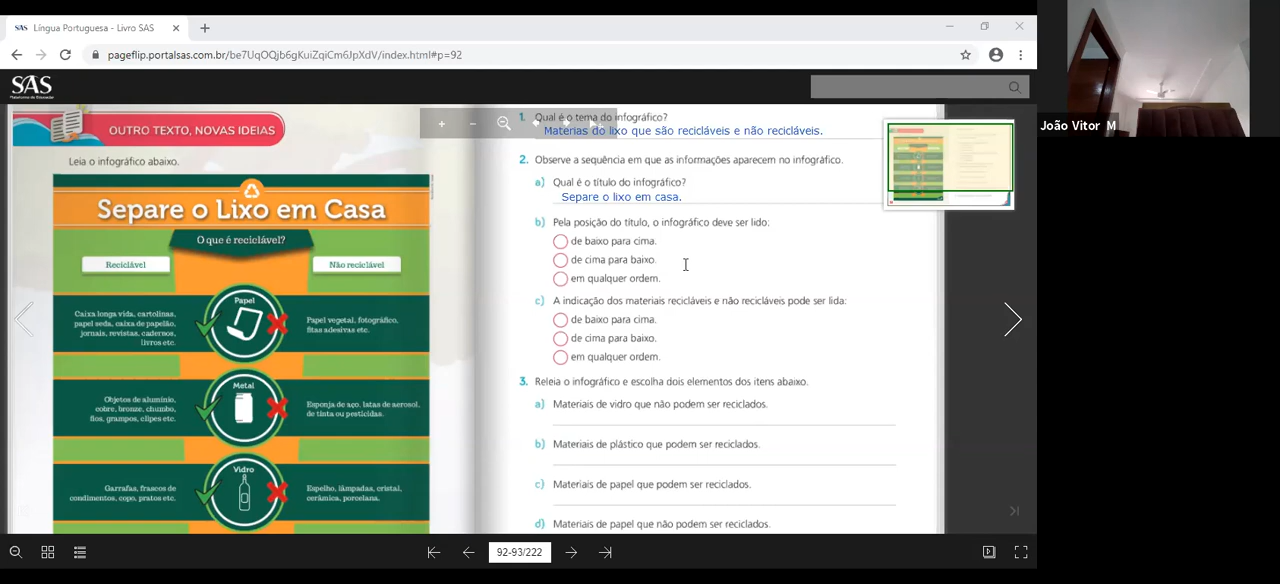 SAS Língua Portuguesa - Livro SAS
pageflip.portalsas.com.br/be7UqOQjb6gKuiZqiCm6JpXdV/index.html#p=92
SAS
João Vitor M
OUTRO TEXTO, NOVAS IDEIAS
Leia o infográfico abaixo.
Separe o Lixo em Casa
O que é reciclável?
Reciclável
Não reciclável
Papel
Caixa longa vida, cartolinas,
papel seda, caixa de papelão,
jornais, revistas, cadernos,
livros etc.
Papel vegetal, fotográfico,
fitas adesivas etc.
Metal
Objetos de alumínio,
cobre, bronze, chumbo,
fios, grampos, clipes etc.
Esponja de aço, latas de aerosol,
de tinta ou pesticidas.
Vidro
Garrafas, frascos de
condimentos, copo, pratos etc.
Espelho, lâmpadas, cristal,
cerâmica, porcelana.
1. Qual é o tema do infográfico?
Materias do lixo que são recicláveis e não recicláveis.
2. Observe a sequência em que as informações aparecem no infográfico.
a) Qual é o título do infográfico?
Separe o lixo em casa.
b) Pela posição do título, o infográfico deve ser lido:
de baixo para cima.
de cima para baixo.
em qualquer ordem.
c) A indicação dos materiais recicláveis e não recicláveis pode ser lida:
de baixo para cima.
de cima para baixo.
em qualquer ordem.
3. Releia o infográfico e escolha dois elementos dos itens abaixo.
a) Materiais de vidro que não podem ser reciclados.
b) Materiais de plástico que podem ser reciclados.
c) Materiais de papel que podem ser reciclados.
d) Materiais de papel que não podem ser reciclados.
92-93/222